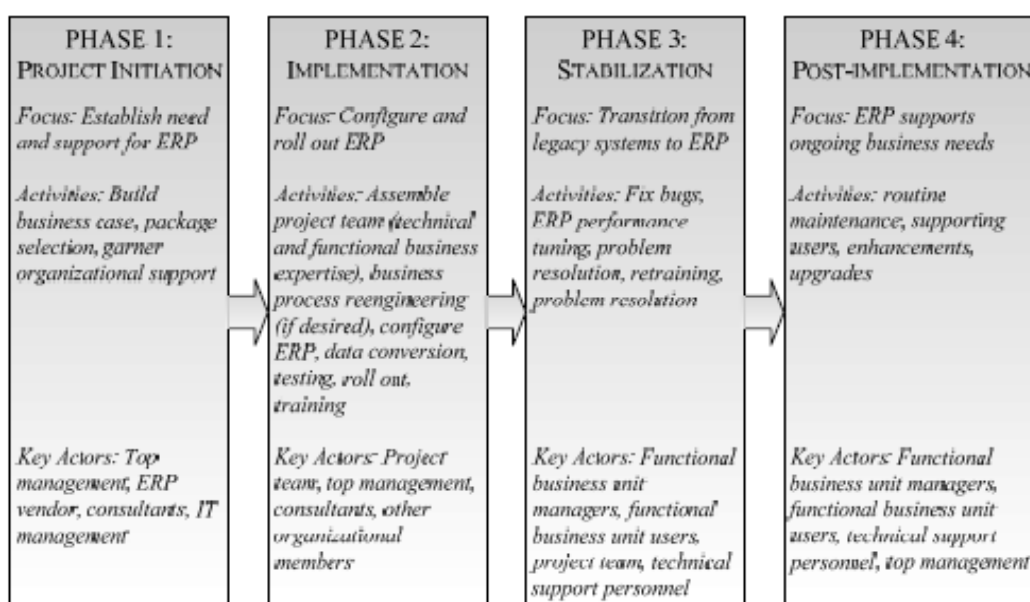 PHASE 1:
PROJECT INITIATION
Focus: Establish need
and support for ERP
Activities: Build
business case, package
selection, garner
organizational support
Key Actors: Top
management, ERP
vendor, consultants, IT
management
PHASE 2:
IMPLEMENTATION
Focus: Configure and
roll out ERP
Activities: Assemble
project team (technical
and functional business
expertise), business
process reengineering
(if desired), configure
ERP, data conversion,
testing, roll out,
training
Key Actors: Project
team, top management,
consultants, other
organizational
members
PHASE 3:
STABILIZATION
Focus: Transition from
legacy systems to ERP
Activities: Fix bugs,
ERP performance
tuning, problem
resolution, retraining,
problem resolution
Key Actors: Functional
business unit
managers, functional
business unit users,
project team, technical
support personnel
PHASE 4:
POST-IMPLEMENTATION
Focus: ERP supports
ongoing business needs
Activities: routine
maintenance, supporting
users, enhancements,
upgrades
Key Actors: Functional
business unit managers,
functional business unit
users, technical support
personnel, top management